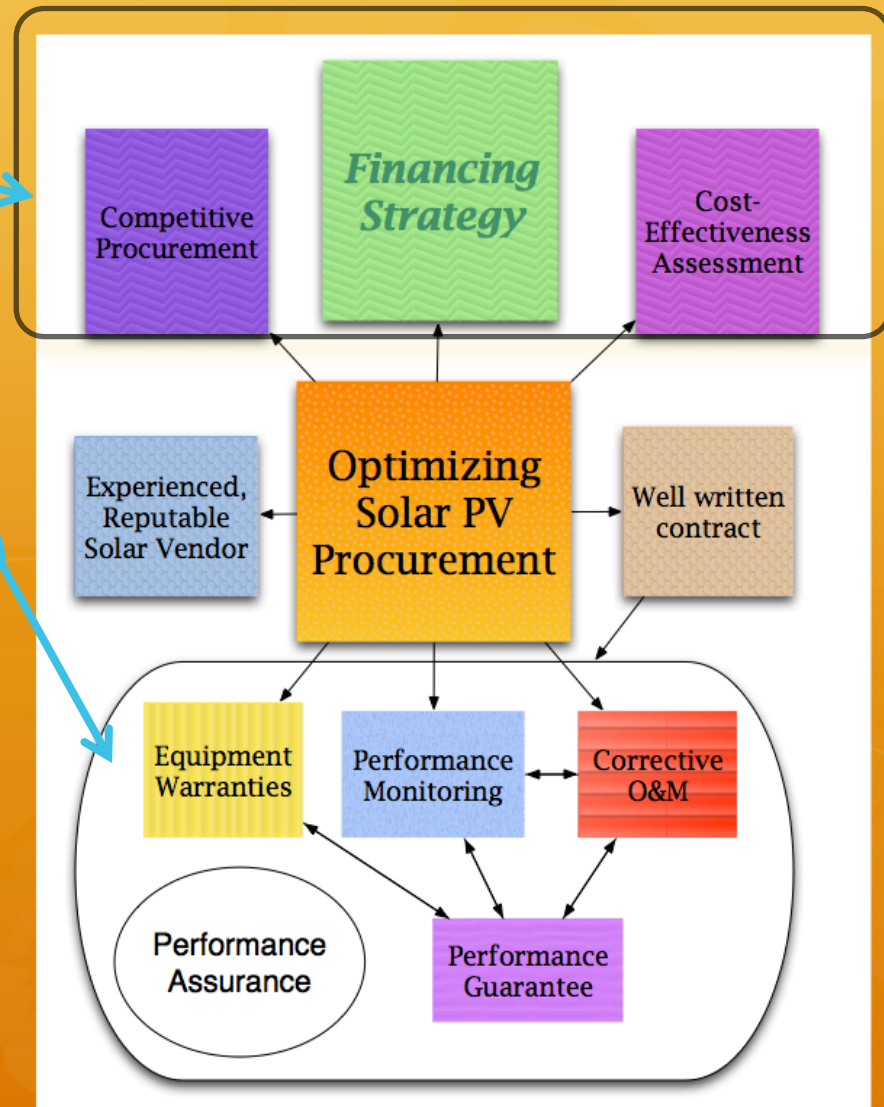 Competitive
Procurement
Financing
Strategy
Cost-
Effectiveness
Assessment
Experienced,
Reputable
Solar Vendor
Optimizing
Solar PV
Procurement
Well written
contract
Equipment
Warranties
Performance
Monitoring
Corrective
O&M
Performance
Assurance
Performance
Guarantee